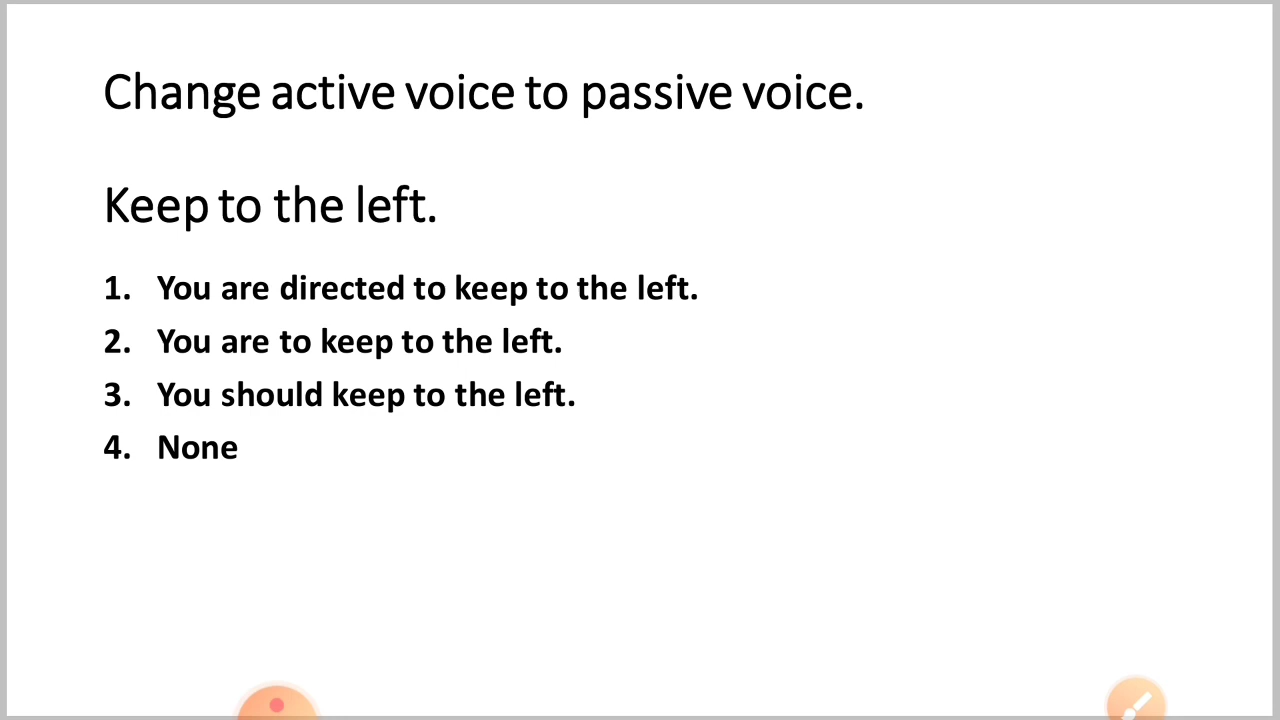 Change active voice to passive voice.
Keep to the left.
1. You are directed to keep to the left.
2. You are to keep to the left.
3. You should keep to the left.
4. None